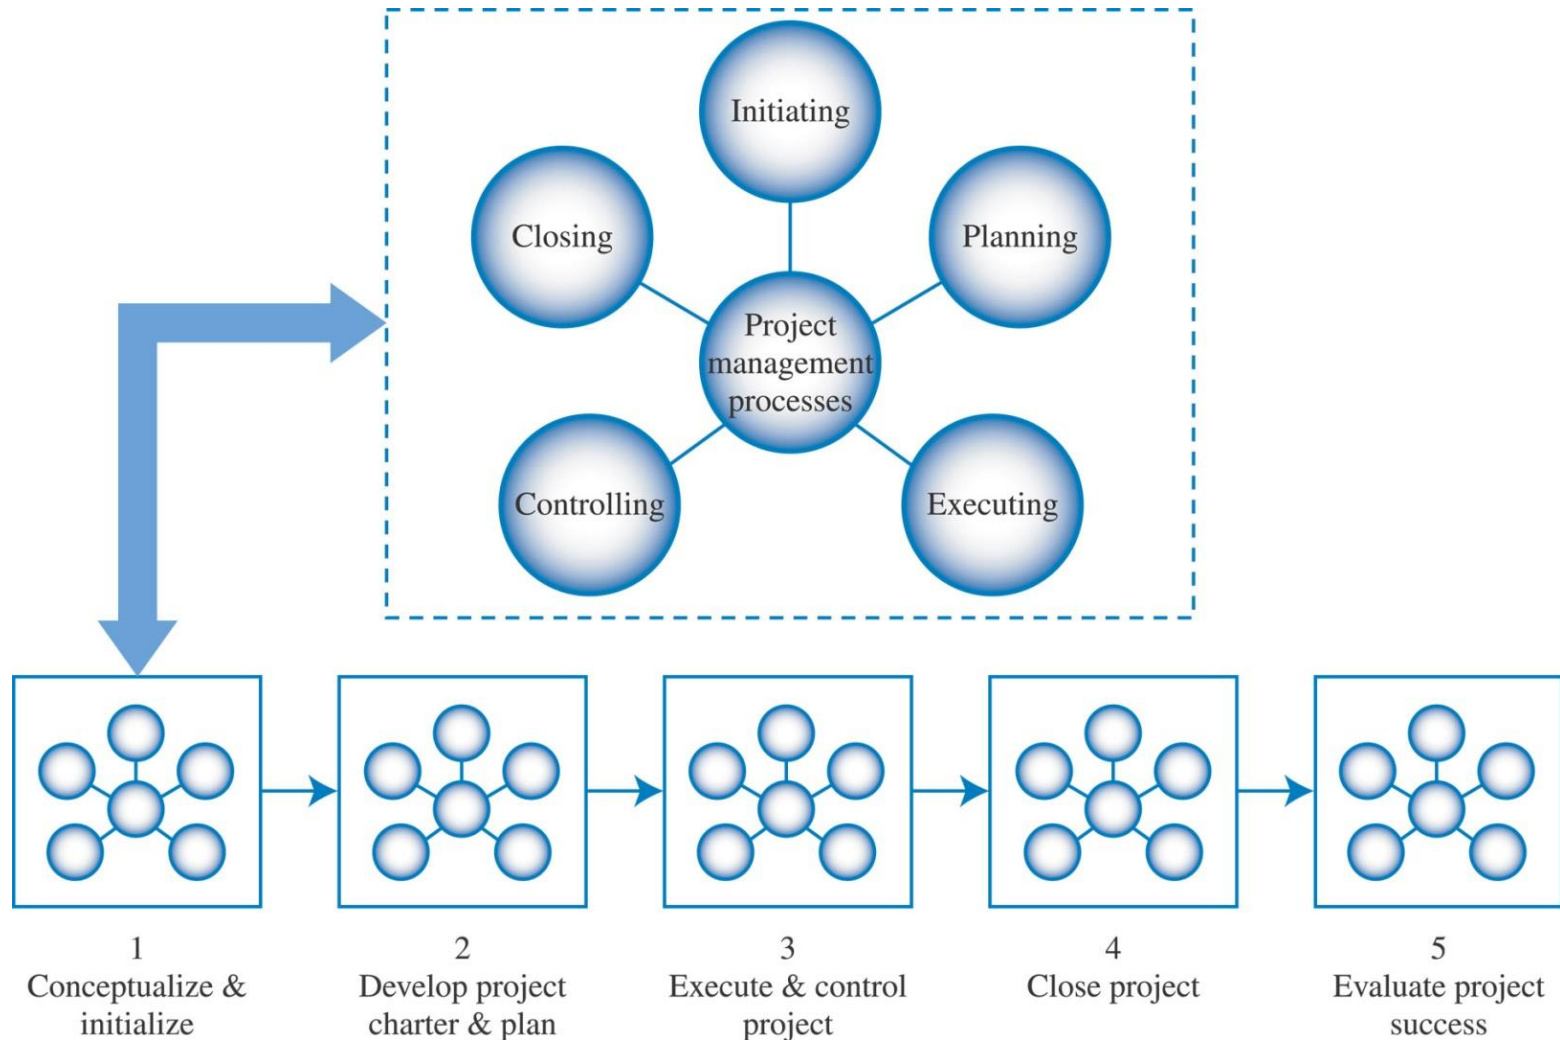 Initiating
Closing
Planning
Project
management
processes
Controlling
Executing
1
Conceptualize &
initialize
2
Develop project
charter & plan
3
Execute & control
project
4
Close project
5
Evaluate project
success